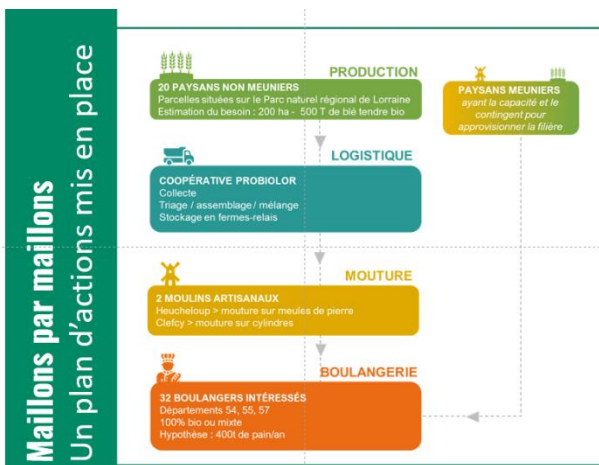 Maillons par maillons
Un plan d'actions mis en place
PRODUCTION
20 PAYSANS NON MEUNIERS
Parcelles situées sur le Parc naturel régional de Lorraine
Estimation du besoin : 200 ha - 500 T de blé tendre bio
PAYSANS MEUNIERS
ayant la capacité et le
contingent pour
approvisionner la filière
LOGISTIQUE
COOPÉRATIVE PROBIOLOR
Collecte
Triage / assemblage / mélange
Stockage en fermes-relais
MOUTURE
2 MOULINS ARTISANAUX
Heucheloup > mouture sur meules de pierre
Clefcy > mouture sur cylindres
BOULANGERIE
32 BOULANGERS INTÉRESSÉS
Départements 54, 55, 57
100% bio ou mixte
Hypothèse : 400t de pain/an